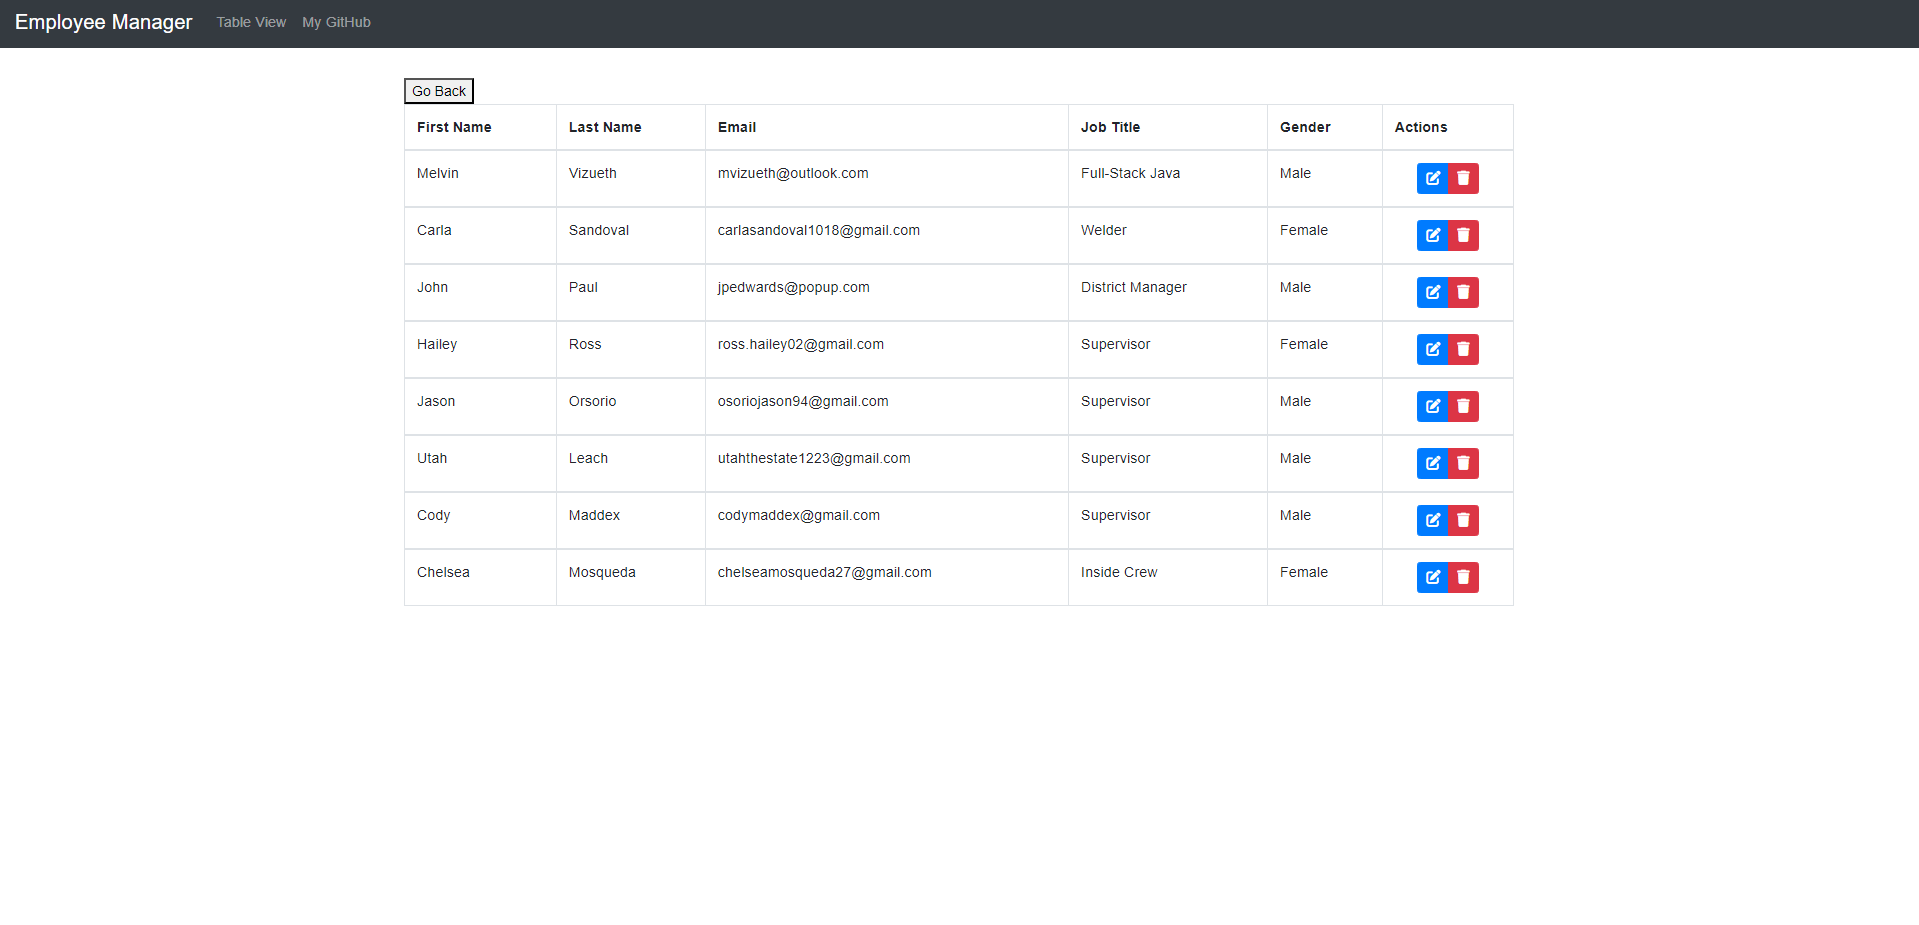 Employee Manager Table View My GitHub
Go Back
First Name Last Name Email Job Title Gender Actions
Melvin Vizueth mvizueth@outlook.com Full-Stack Java Male
Carla Sandoval carlasandoval1018@gmail.com Welder Female
John Paul jpedwards@popup.com District Manager Male
Hailey Ross ross.hailey02@gmail.com Supervisor Female
Jason Orsorio osoriojason94@gmail.com Supervisor Male
Utah Leach utahthestate1223@gmail.com Supervisor Male
Cody Maddex codymaddex@gmail.com Supervisor Male
Chelsea Mosqueda chelseamosqueda27@gmail.com Inside Crew Female